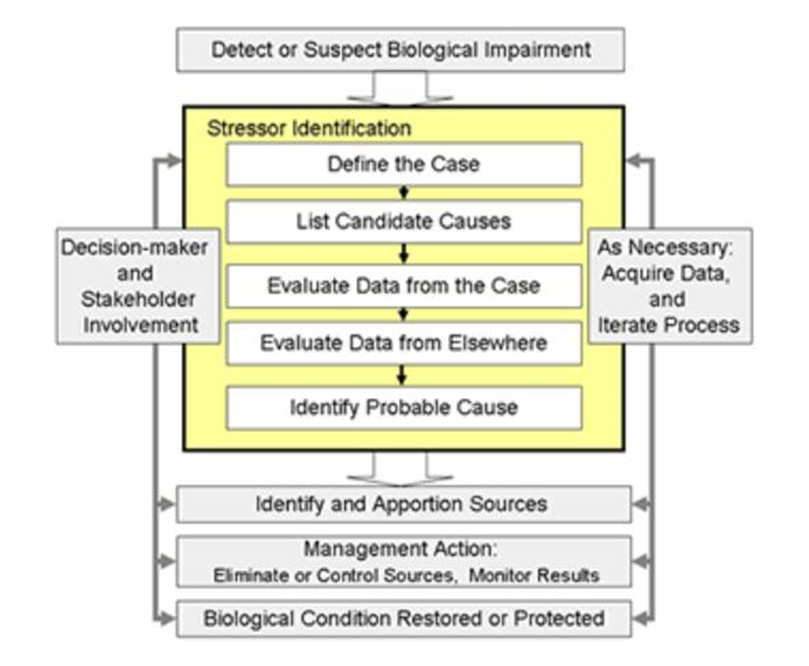 Detect or Suspect Biological Impairment
Stressor Identification
Define the Case
List Candidate Causes
Evaluate Data from the Case
Evaluate Data from Elsewhere
Identify Probable Cause
Decision-maker
and
Stakeholder
Involvement
As Necessary:
Acquire Data,
and
Iterate Process
Identify and Apportion Sources
Management Action:
Eliminate or Control Sources, Monitor Results
Biological Condition Restored or Protected